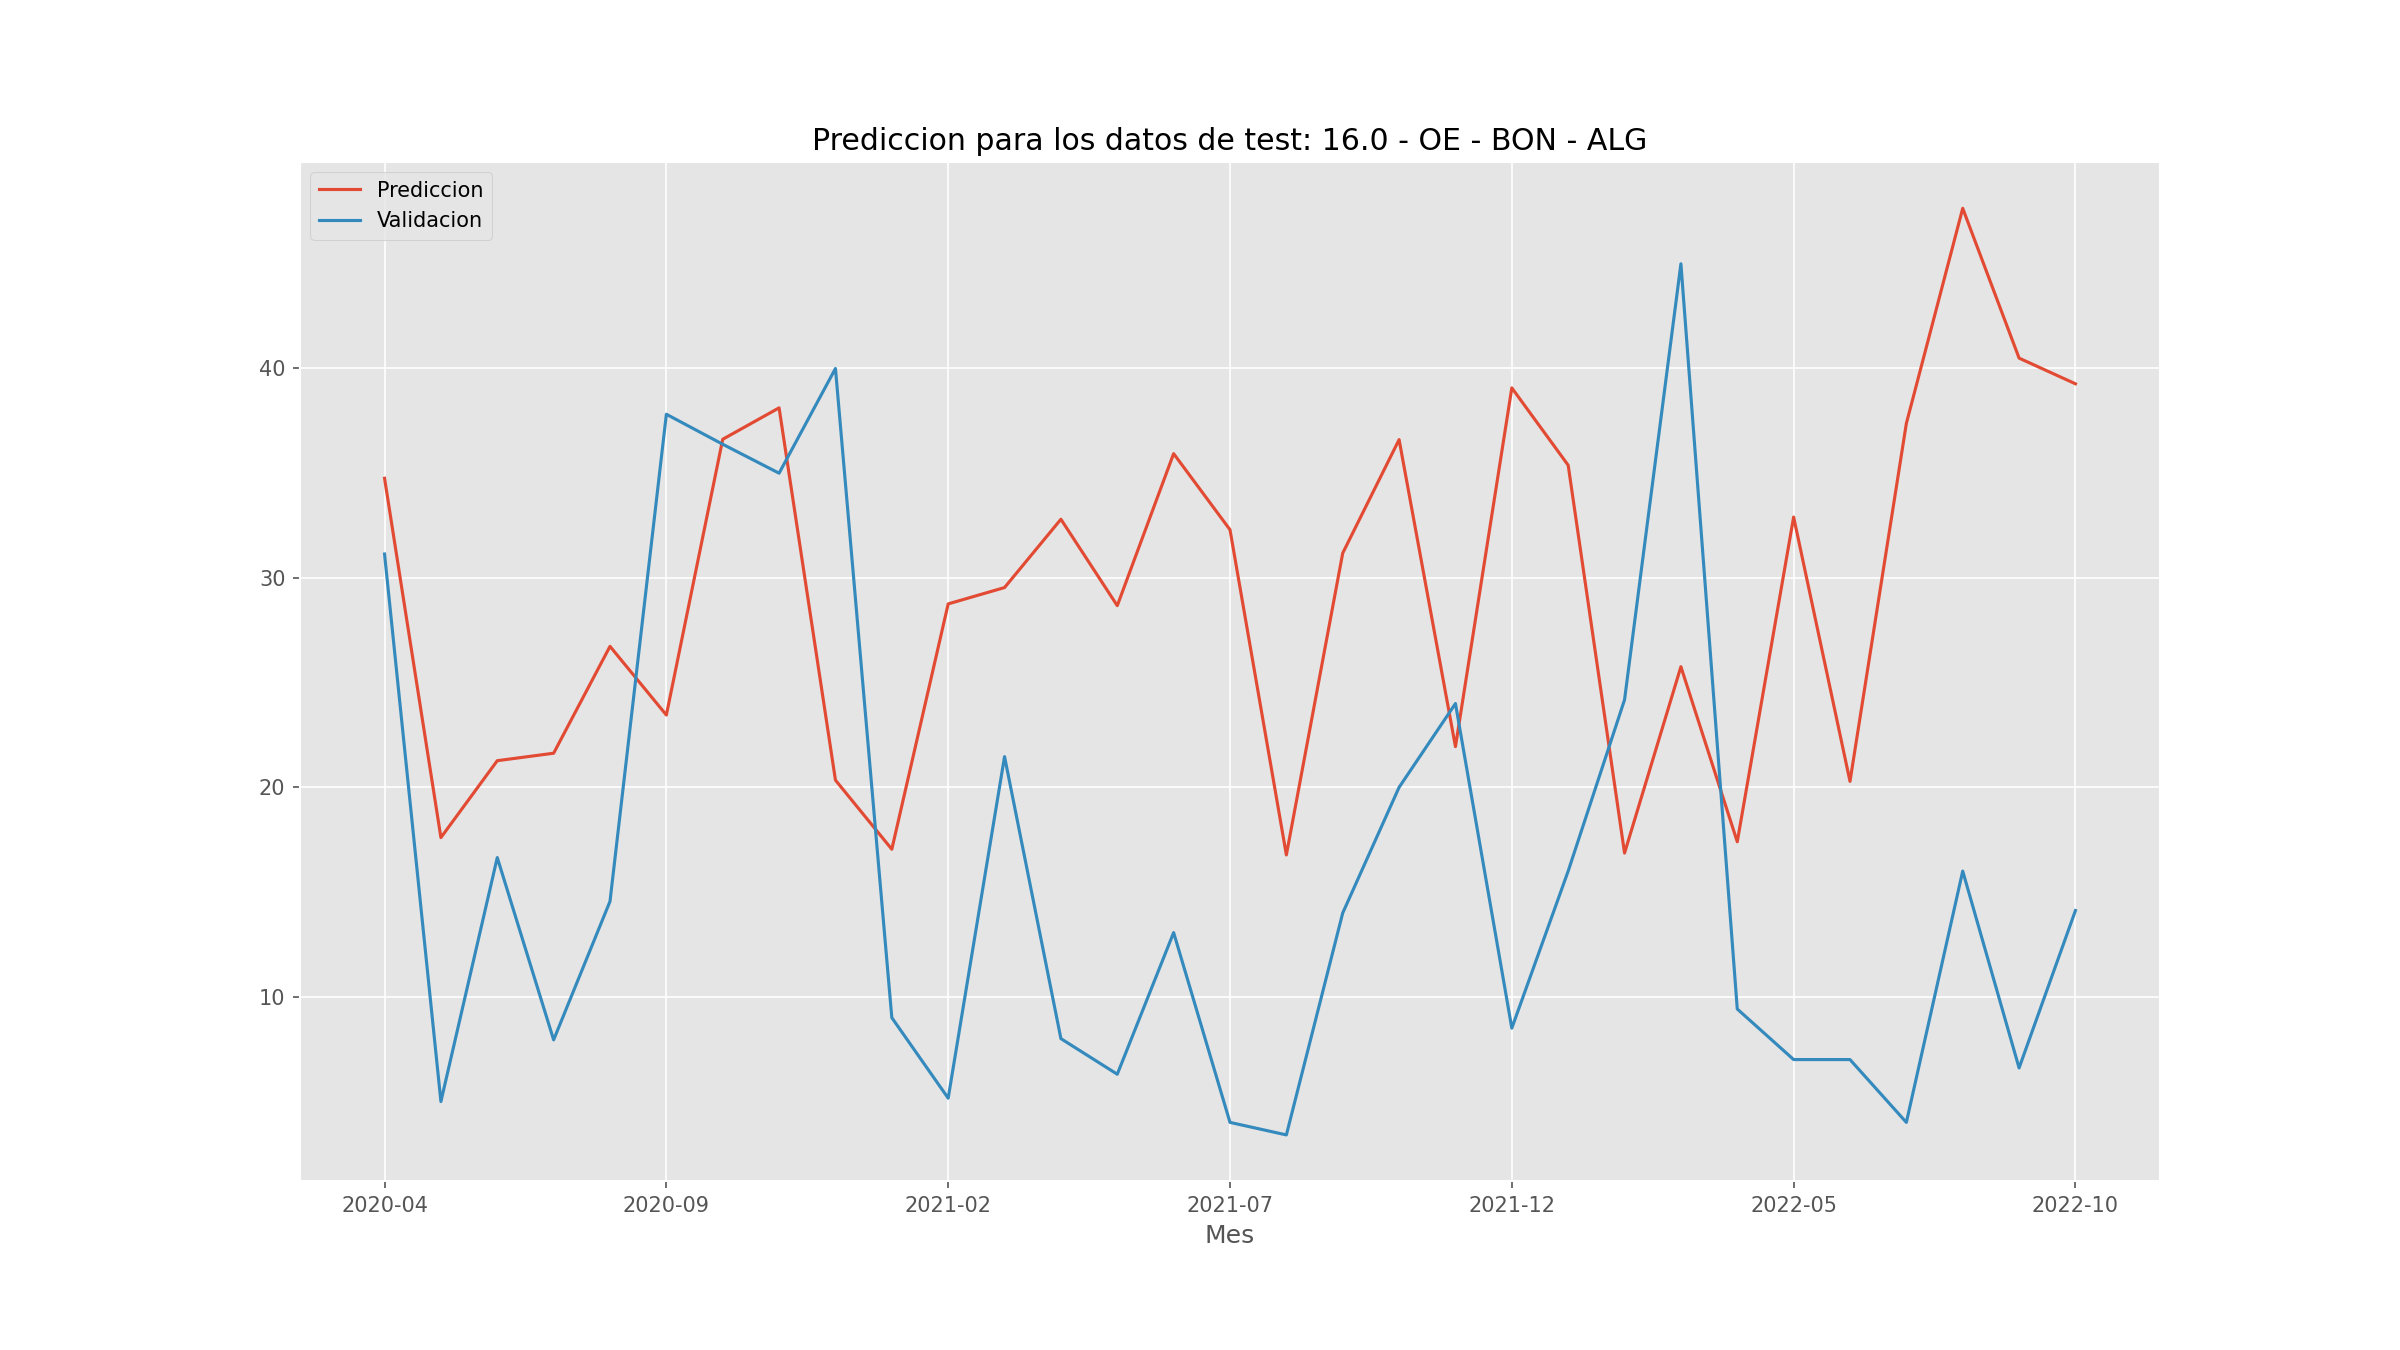 Prediccion para los datos de test: 16.0 - OE - BON - ALG
Prediccion
Validacion
40
30
20
10
2020-04 2020-09 2021-02 2021-07 2021-12 2022-05 2022-10
Mes